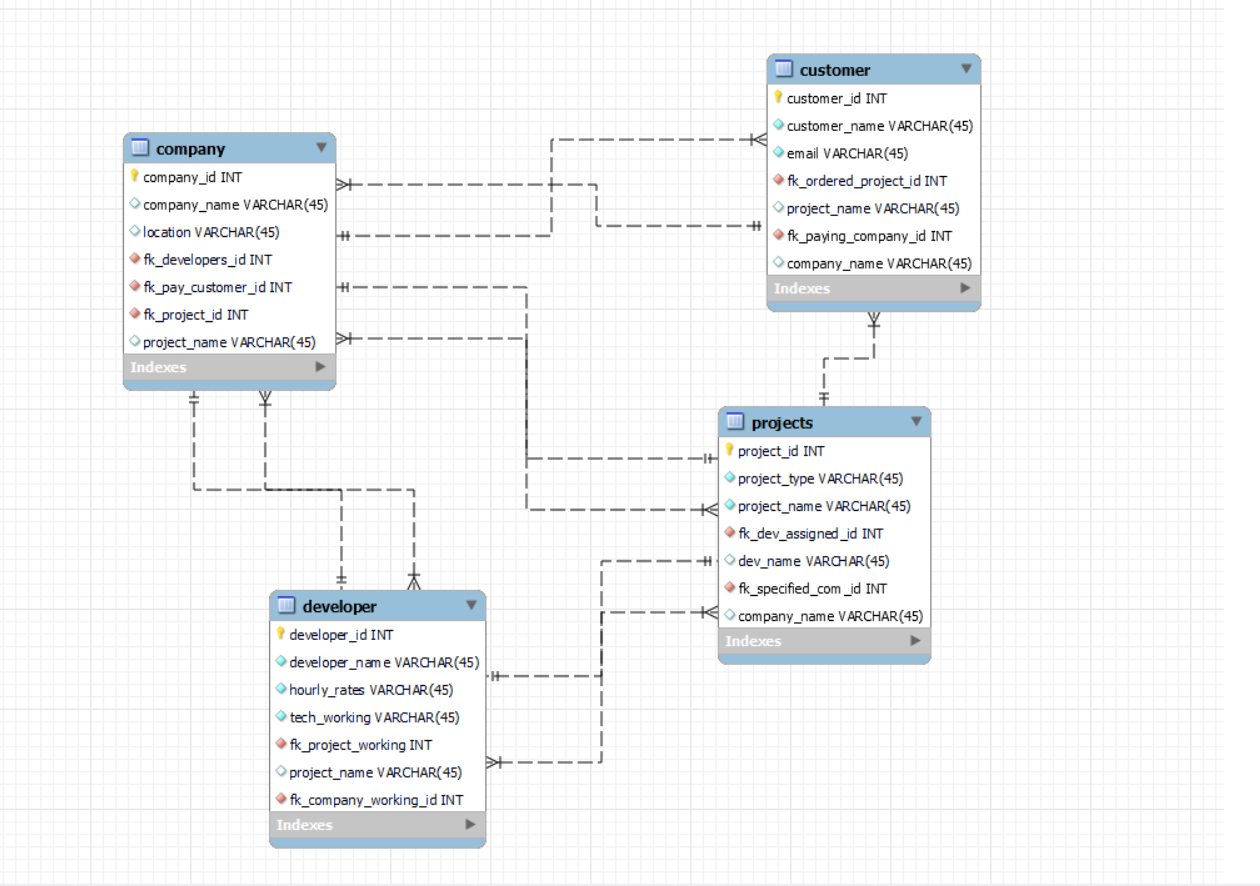 company
company_id INT
company_name VARCHAR(45)
location VARCHAR(45)
fk_developers_id INT
fk_pay_customer_id INT
fk_project_id INT
project_name VARCHAR(45)
Indexes
customer
customer_id INT
customer_name VARCHAR(45)
email VARCHAR(45)
fk_ordered_project_id INT
project_name VARCHAR(45)
fk_paying_company_id INT
company_name VARCHAR(45)
Indexes
projects
project_id INT
project_type VARCHAR(45)
project_name VARCHAR(45)
fk_dev_assigned_id INT
dev_name VARCHAR(45)
fk_specified_com _id INT
company_name VARCHAR(45)
Indexes
developer
developer_id INT
developer_name VARCHAR(45)
hourly_rates VARCHAR(45)
tech_working VARCHAR(45)
fk_project_working INT
project_name VARCHAR(45)
fk_company_working_id INT
Indexes